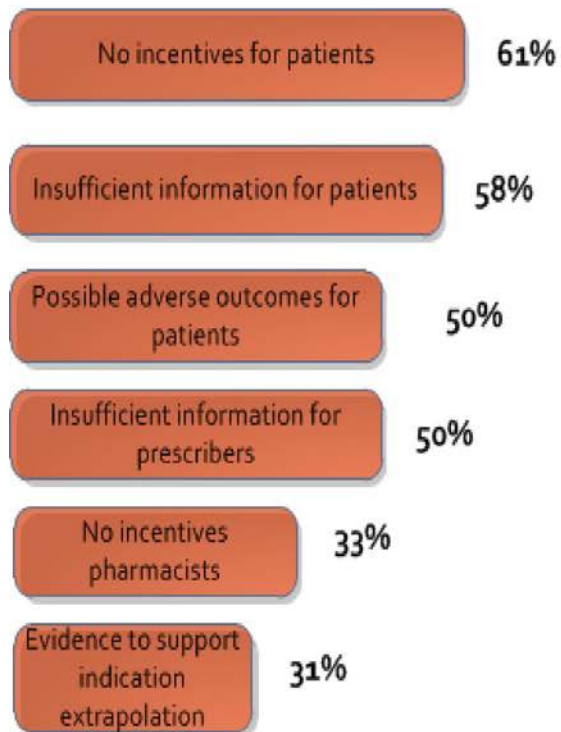 No incentives for patients 61%
Insufficient information for patients 58%
Possible adverse outcomes for
patients
50%
Insufficient information for
prescribers
50%
No incentives
pharmacists
33%
Evidence to support
indication
extrapolation
31%